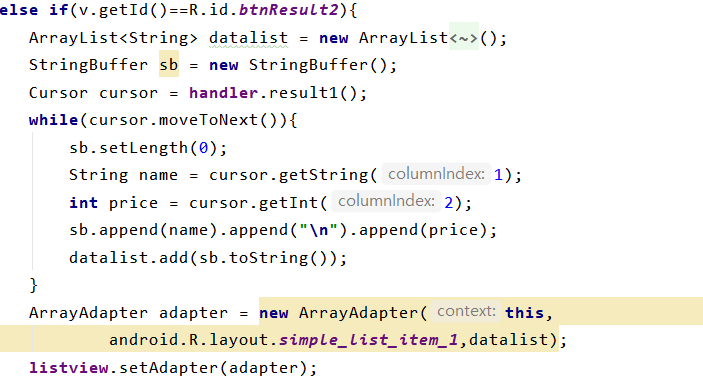 else if(v.getId()==R.id.btnResult2){
ArrayList<String> datalist = new ArrayList<~>();
StringBuffer sb = new StringBuffer();
Cursor cursor = handler.result1();
while(cursor.moveToNext()){
sb.setLength(0);
String name = cursor.getString( columnIndex: 1);
int price = cursor.getInt( columnIndex: 2);
sb.append(name).append("\n").append(price);
datalist.add(sb.toString());
}
ArrayAdapter adapter = new ArrayAdapter( context: this,
android.R.layout.simple_list_item_1,datalist);
listview.setAdapter(adapter);